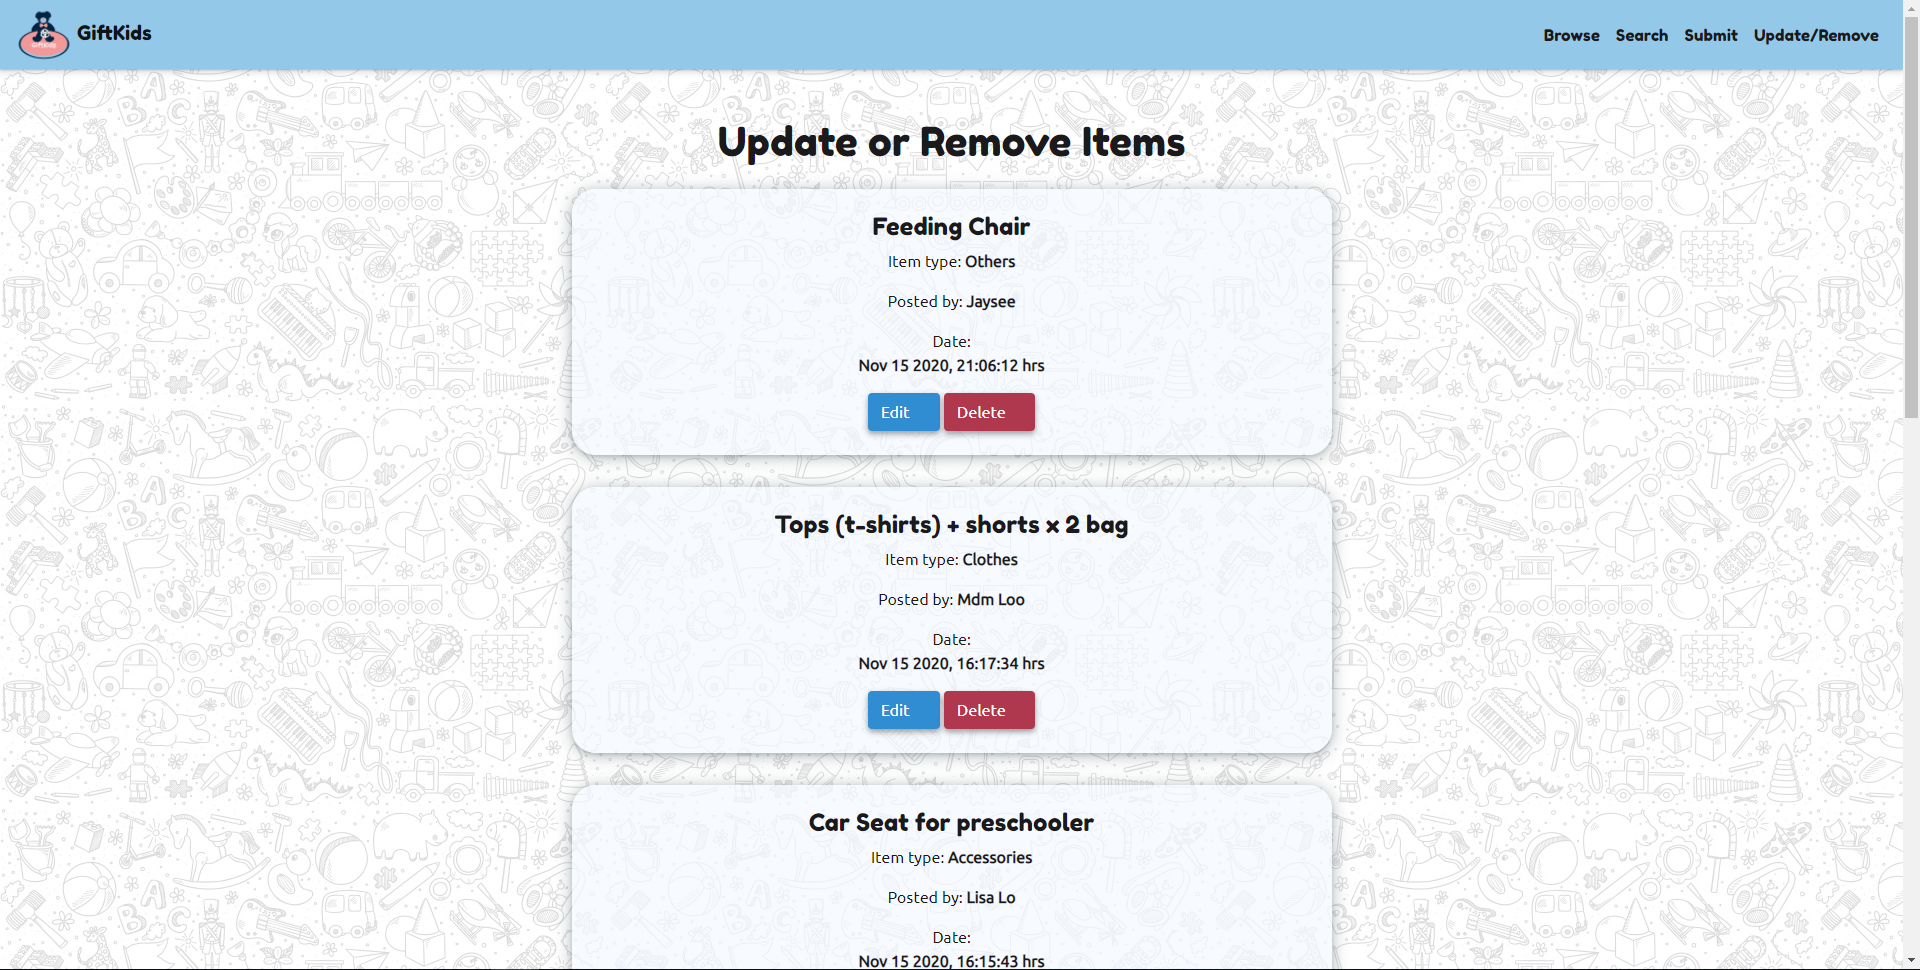 GiftKids
GiftKids
Browse Search Submit Update/Remove
Update or Remove Items
Feeding Chair
Item type: Others
Posted by: Jaysee
Date:
Nov 15 2020, 21:06:12 hrs
Edit Delete
Tops (t-shirts) + shorts x 2 bag
Item type: Clothes
Posted by: Mdm Loo
Date:
Nov 15 2020, 16:17:34 hrs
Edit Delete
Car Seat for preschooler
Item type: Accessories
Posted by: Lisa Lo
Date:
Nov 15 2020, 16:15:43 hrs